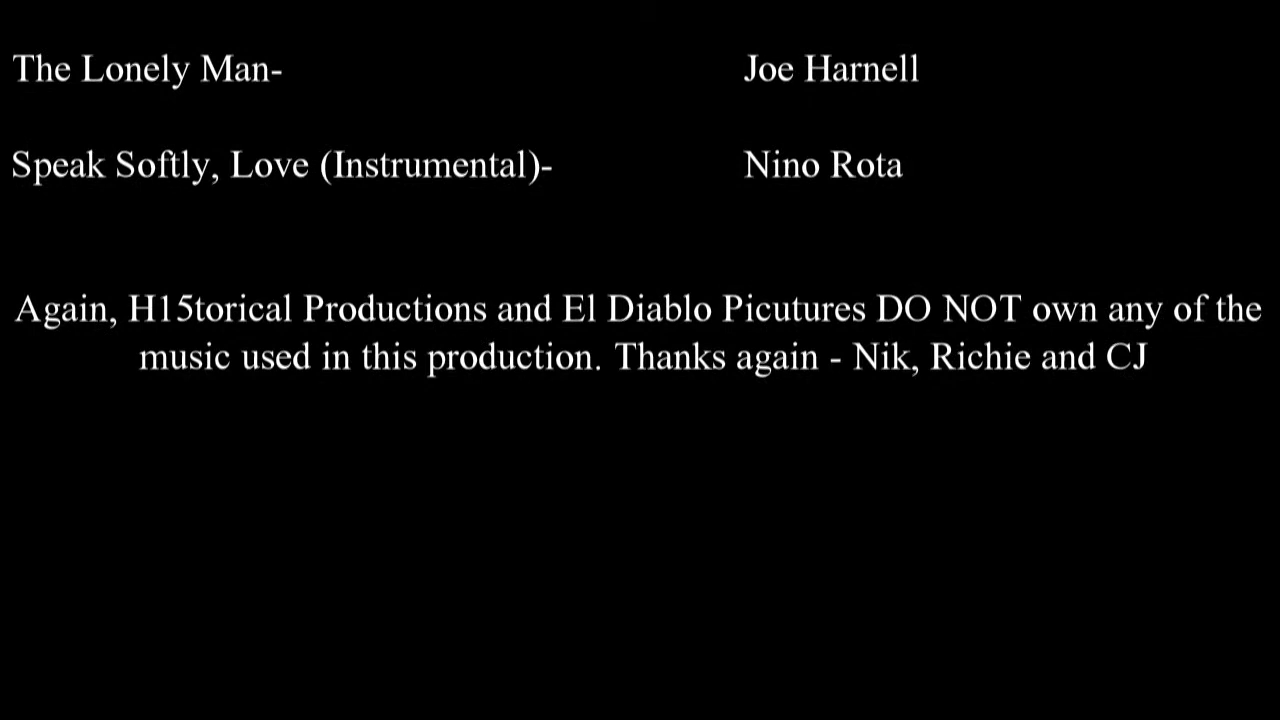 The Lonely Man- Joe Harnell
Speak Softly, Love (Instrumental)- Nino Rota
Again, H15torical Productions and El Diablo Picutures DO NOT own any of the
music used in this production. Thanks again - Nik, Richie and CJ